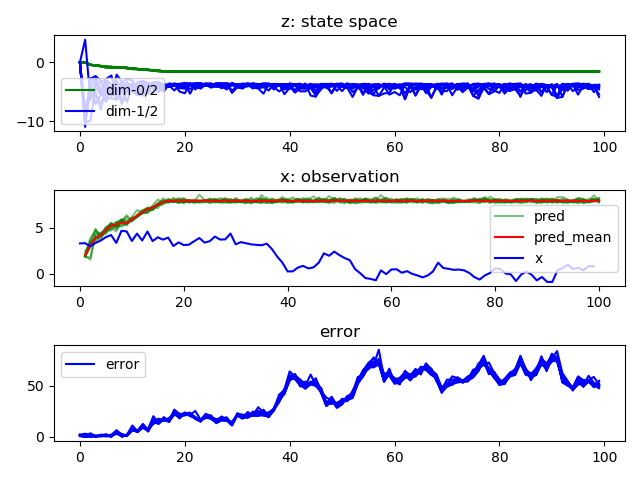 z: state space
0
−10
dim-0/2
dim-1/2
0 20 40 60 80 100
x: observation
5
0
pred
pred_mean
x
0 20 40 60 80 100
error
50
0
error
0 20 40 60 80 100